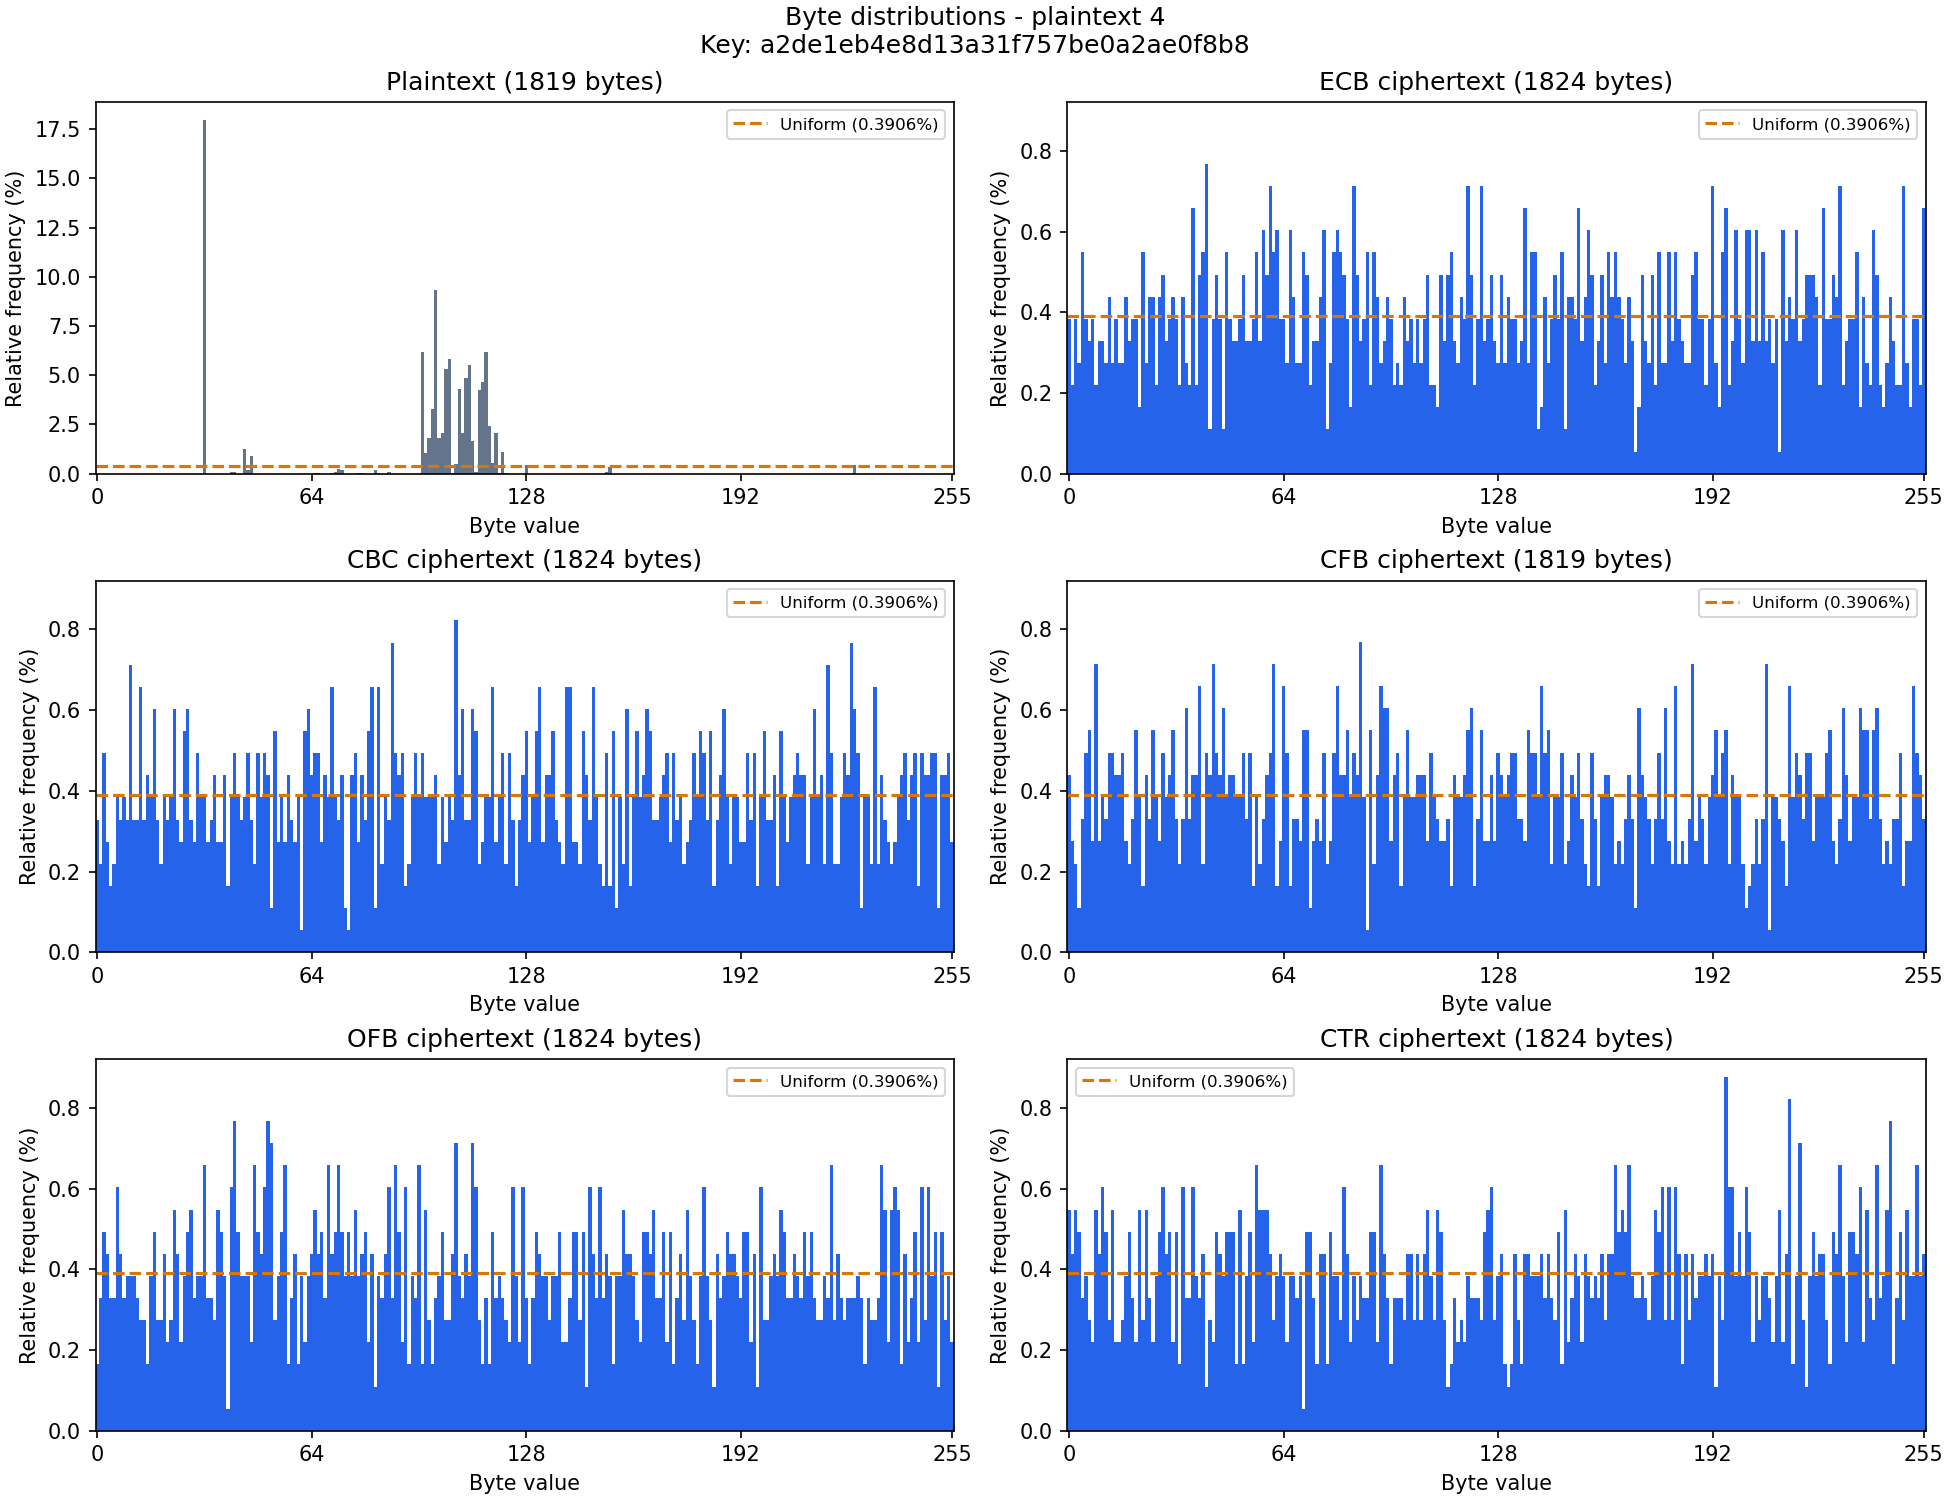 Byte distributions - plaintext 4
Key: a2de1eb4e8d13a31f757be0a2ae0f8b8
Plaintext (1819 bytes)
Uniform (0.3906%)
Relative frequency (%)
17.5
15.0
12.5
10.0
7.5
5.0
2.5
0.0
0 64 128 192 255
Byte value
ECB ciphertext (1824 bytes)
Uniform (0.3906%)
Relative frequency (%)
0.8
0.6
0.4
0.2
0.0
0 64 128 192 255
Byte value
CBC ciphertext (1824 bytes)
Uniform (0.3906%)
Relative frequency (%)
0.8
0.6
0.4
0.2
0.0
0 64 128 192 255
Byte value
CFB ciphertext (1819 bytes)
Uniform (0.3906%)
Relative frequency (%)
0.8
0.6
0.4
0.2
0.0
0 64 128 192 255
Byte value
OFB ciphertext (1824 bytes)
Uniform (0.3906%)
Relative frequency (%)
0.8
0.6
0.4
0.2
0.0
0 64 128 192 255
Byte value
CTR ciphertext (1824 bytes)
Uniform (0.3906%)
Relative frequency (%)
0.8
0.6
0.4
0.2
0.0
0 64 128 192 255
Byte value